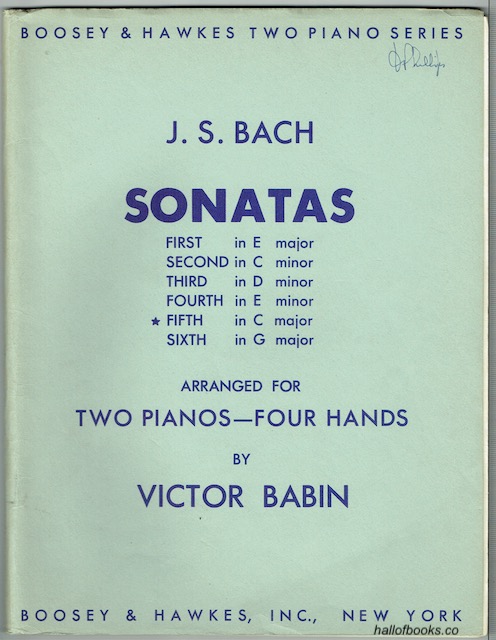 BOOSEY & HAWKES TWO PIANO SERIES
J. S. BACH
SONATAS
FIRST in E major
SECOND in C minor
THIRD in D minor
FOURTH in E minor
★ FIFTH in C major
SIXTH in G major
ARRANGED FOR
TWO PIANOS—FOUR HANDS
BY
VICTOR BABIN
BOOSEY & HAWKES, INC., NEW YORK
hallofbooks.co